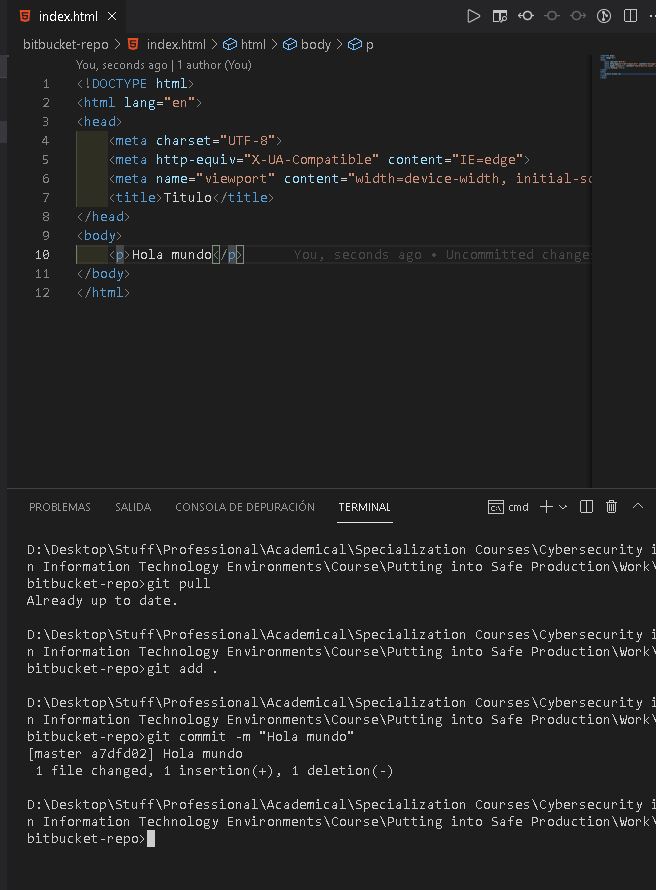 index.html
bitbucket-repo > index.html > html > body > p
You, seconds ago | 1 author (You)
1 <!DOCTYPE html>
2 <html lang="en">
3 <head>
4 <meta charset="UTF-8">
5 <meta http-equiv="X-UA-Compatible" content="IE=edge">
6 <meta name="viewport" content="width=device-width,
7 <title>Titulo</title>
8 </head>
9 <body>
10 <p>Hola mundo</p> You, seconds ago • Uncommitted change
11 </body>
12 </html>
PROBLEMAS SALIDA CONSOLA DE DEPURACIÓN TERMINAL cmd
D:\Desktop\Stuff\Professional\Academical\Specialization Courses\Cybersecurity i
n Information Technology Environments\Course\Putting into Safe Production\Work\
bitbucket-repo>git pull
Already up to date.
D:\Desktop\Stuff\Professional\Academical\Specialization Courses\Cybersecurity i
n Information Technology Environments\Course\Putting into Safe Production\Work\
bitbucket-repo>git add .
D:\Desktop\Stuff\Professional\Academical\Specialization Courses\Cybersecurity i
n Information Technology Environments\Course\Putting into Safe Production\Work\
bitbucket-repo>git commit -m "Hola mundo"
[master a7dfd02] Hola mundo
1 file changed, 1 insertion(+), 1 deletion(-)
D:\Desktop\Stuff\Professional\Academical\Specialization Courses\Cybersecurity i
n Information Technology Environments\Course\Putting into Safe Production\Work\
bitbucket-repo>